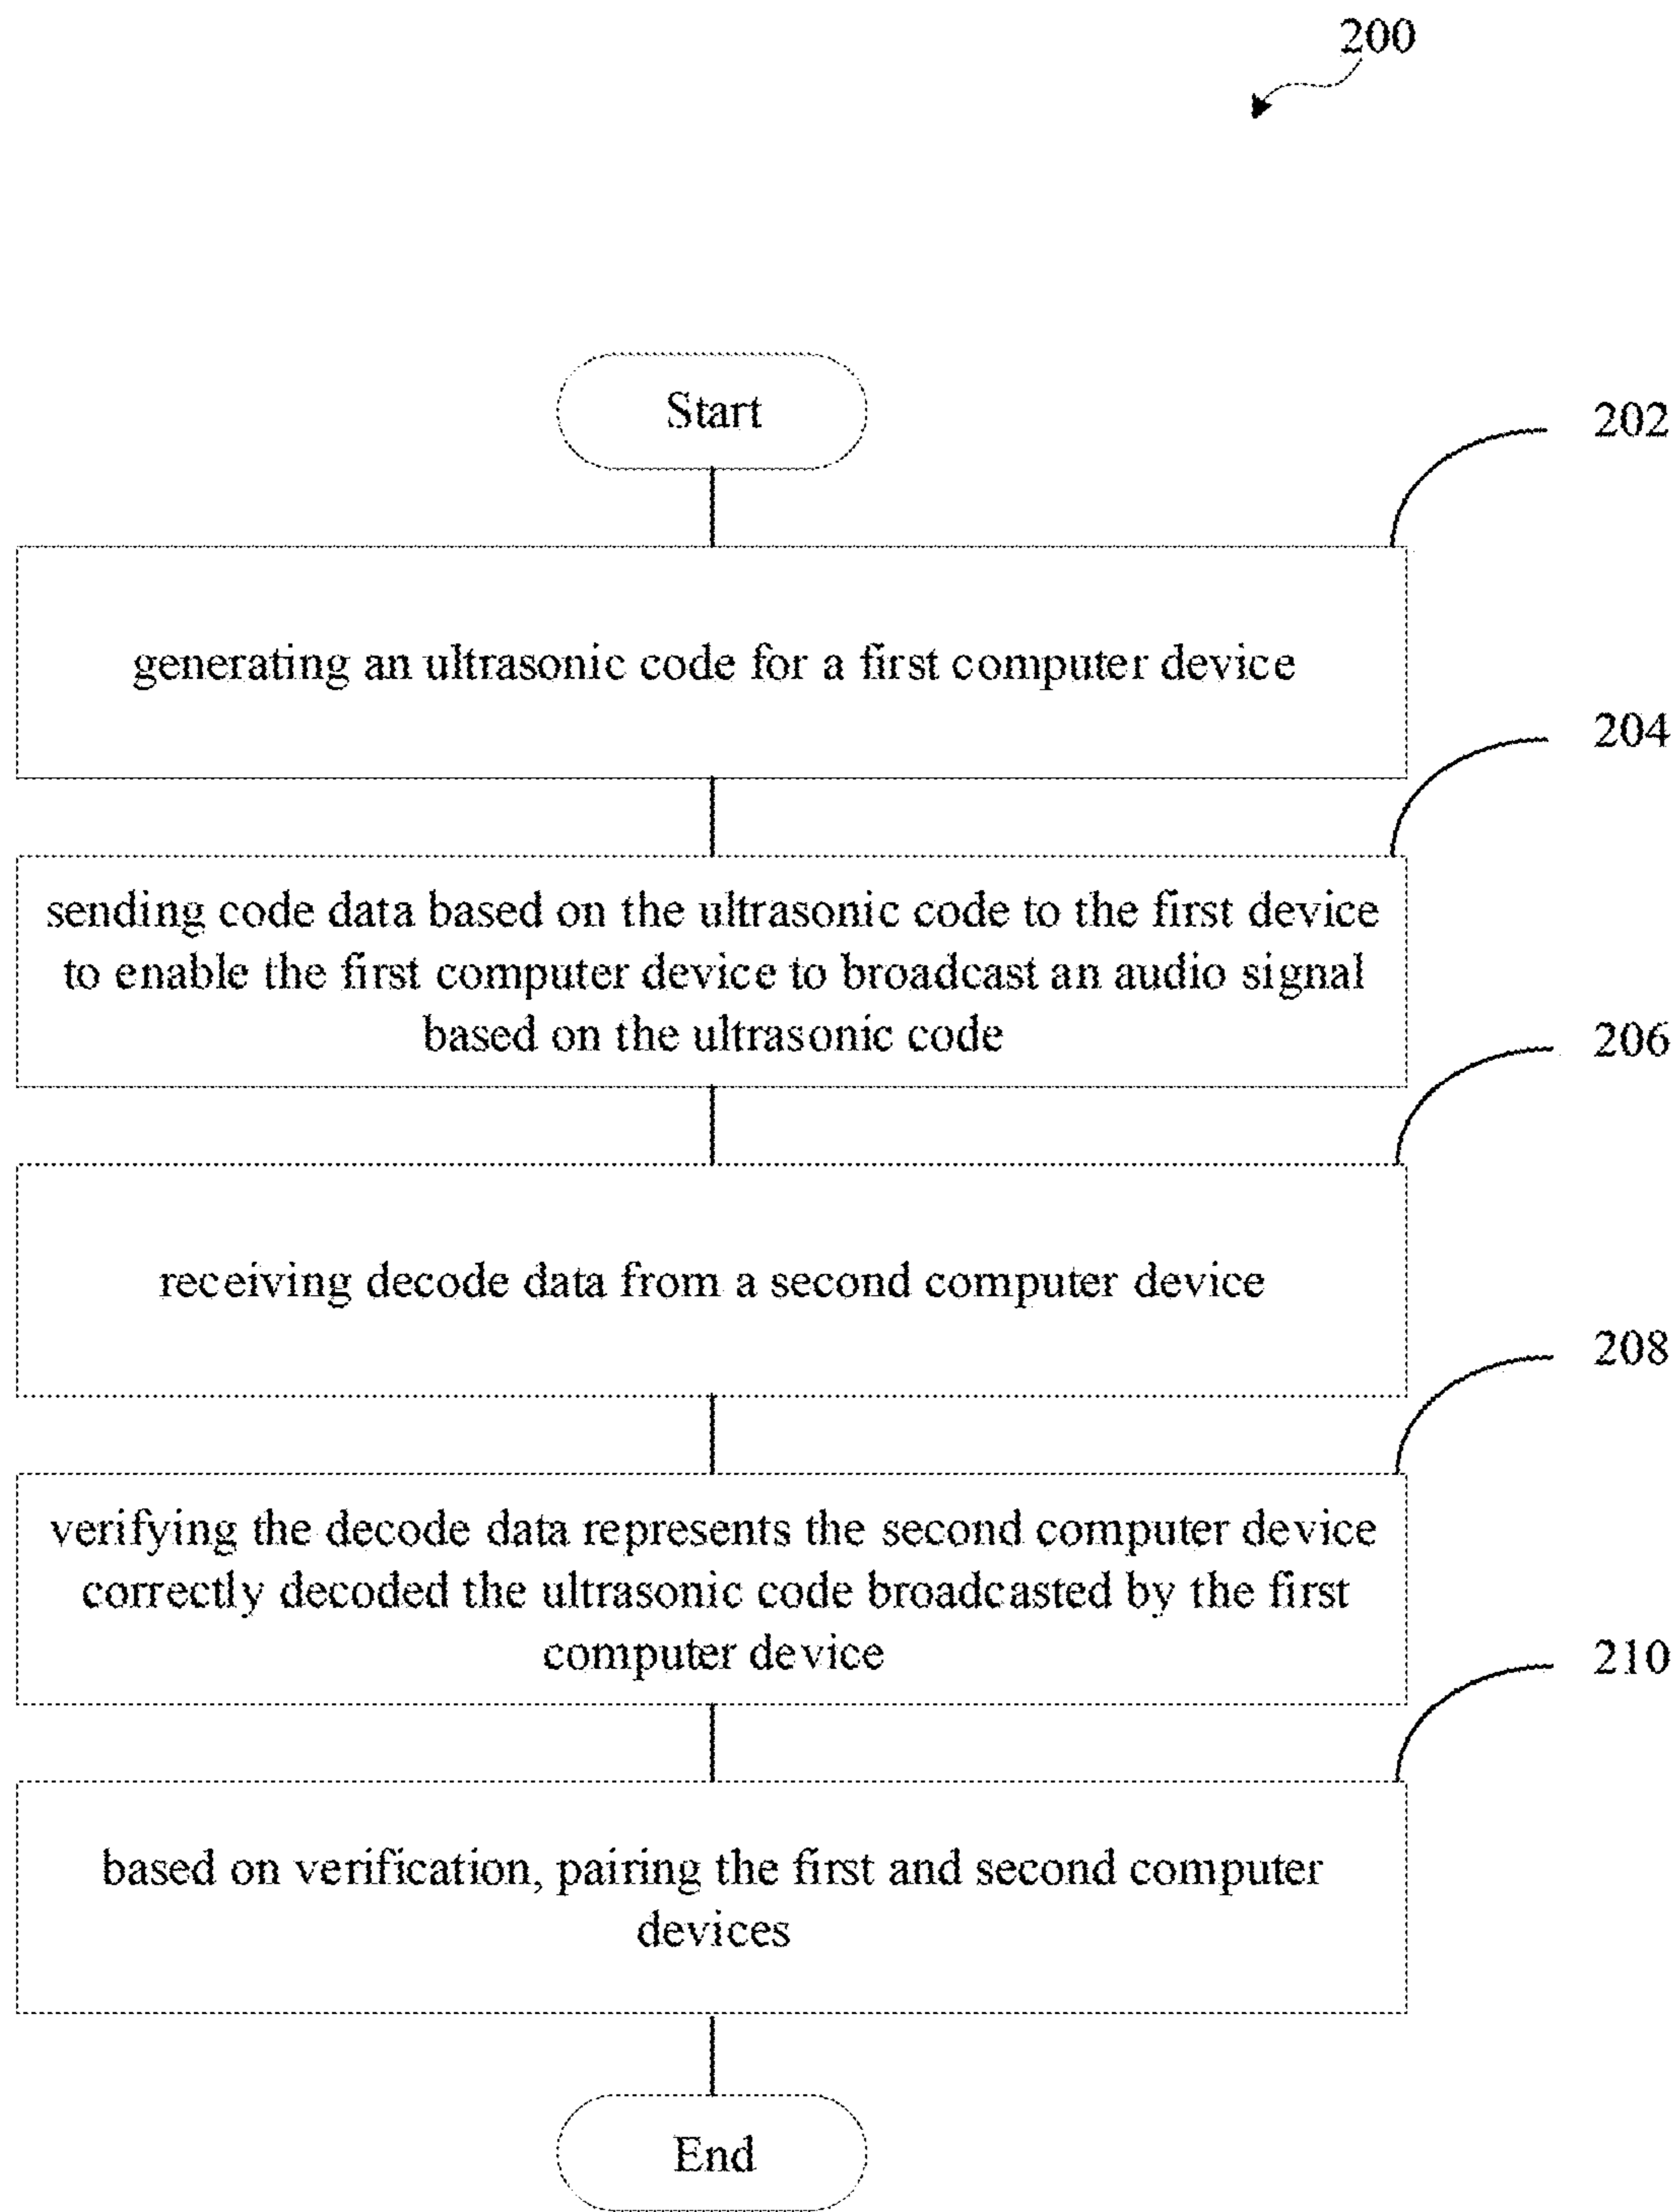 200
Start
202
generating an ultrasonic code for a first computer device
204
sending code data based on the ultrasonic code to the first device
to enable the first computer device to broadcast an audio signal
based on the ultrasonic code
206
receiving decode data from a second computer device
208
verifying the decode data represents the second computer device
correctly decoded the ultrasonic code broadcasted by the first
computer device
210
based on verification, pairing the first and second computer
devices
End